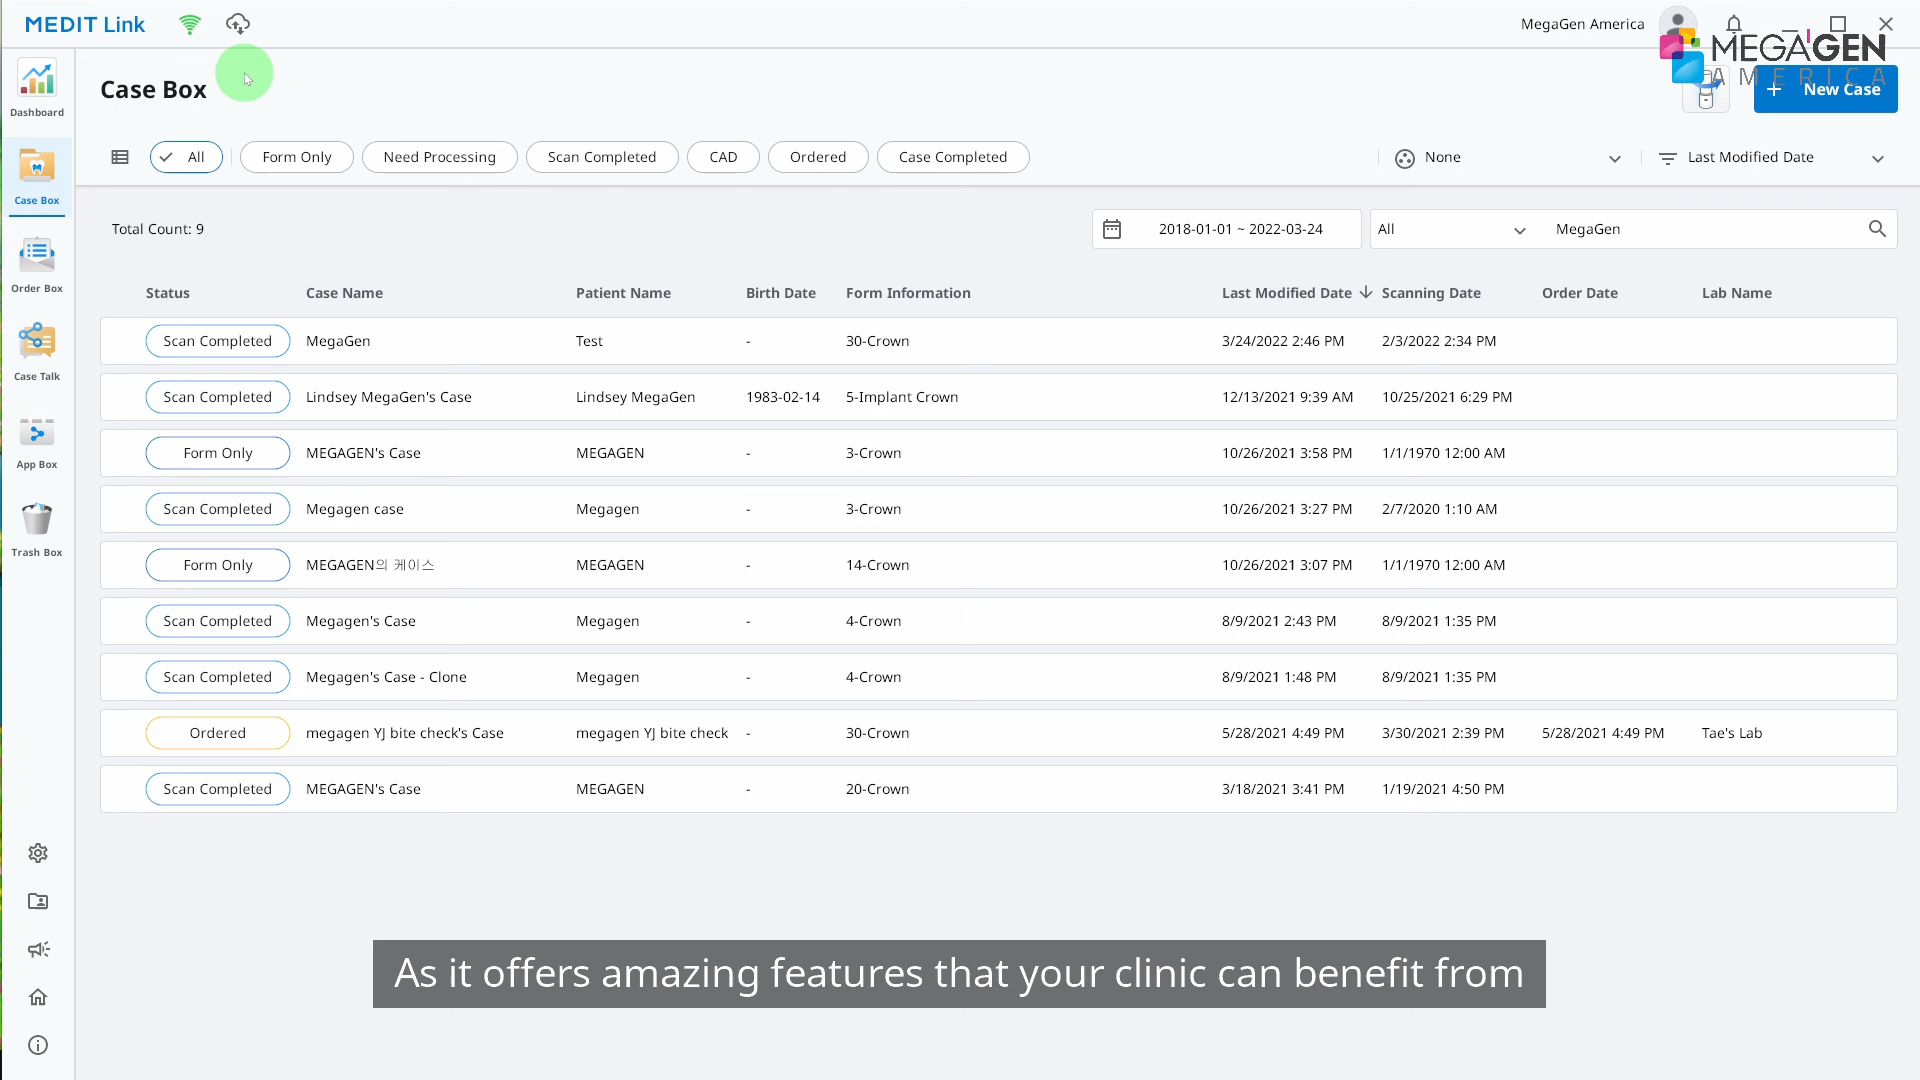 MEDIT Link
MegaGen America
MEGA'GEN
AMERICA
Case Box
+ New Case
All
Form Only
Need Processing
Scan Completed
CAD
Ordered
Case Completed
None
Last Modified Date
Total Count: 9
2018-01-01 ~ 2022-03-24
All
MegaGen
Status Case Name Patient Name Birth Date Form Information Last Modified Date Scanning Date Order Date Lab Name
Scan Completed MegaGen Test - 30-Crown 3/24/2022 2:46 PM 2/3/2022 2:34 PM
Scan Completed Lindsey MegaGen's Case Lindsey MegaGen 1983-02-14 5-Implant Crown 12/13/2021 9:39 AM 10/25/2021 6:29 PM
Form Only MEGAGEN's Case MEGAGEN - 3-Crown 10/26/2021 3:58 PM 1/1/1970 12:00 AM
Scan Completed Megagen case Megagen - 3-Crown 10/26/2021 3:27 PM 2/7/2020 1:10 AM
Form Only MEGAGEN의 케이스 MEGAGEN - 14-Crown 10/26/2021 3:07 PM 1/1/1970 12:00 AM
Scan Completed Megagen's Case Megagen - 4-Crown 8/9/2021 2:43 PM 8/9/2021 1:35 PM
Scan Completed Megagen's Case - Clone Megagen - 4-Crown 8/9/2021 1:48 PM 8/9/2021 1:35 PM
Ordered megagen YJ bite check's Case megagen YJ bite check - 30-Crown 5/28/2021 4:49 PM 3/30/2021 2:39 PM 5/28/2021 4:49 PM Tae's Lab
Scan Completed MEGAGEN's Case MEGAGEN - 20-Crown 3/18/2021 3:41 PM 1/19/2021 4:50 PM
Dashboard
Case Box
Order Box
Case Talk
App Box
Trash Box
As it offers amazing features that your clinic can benefit from